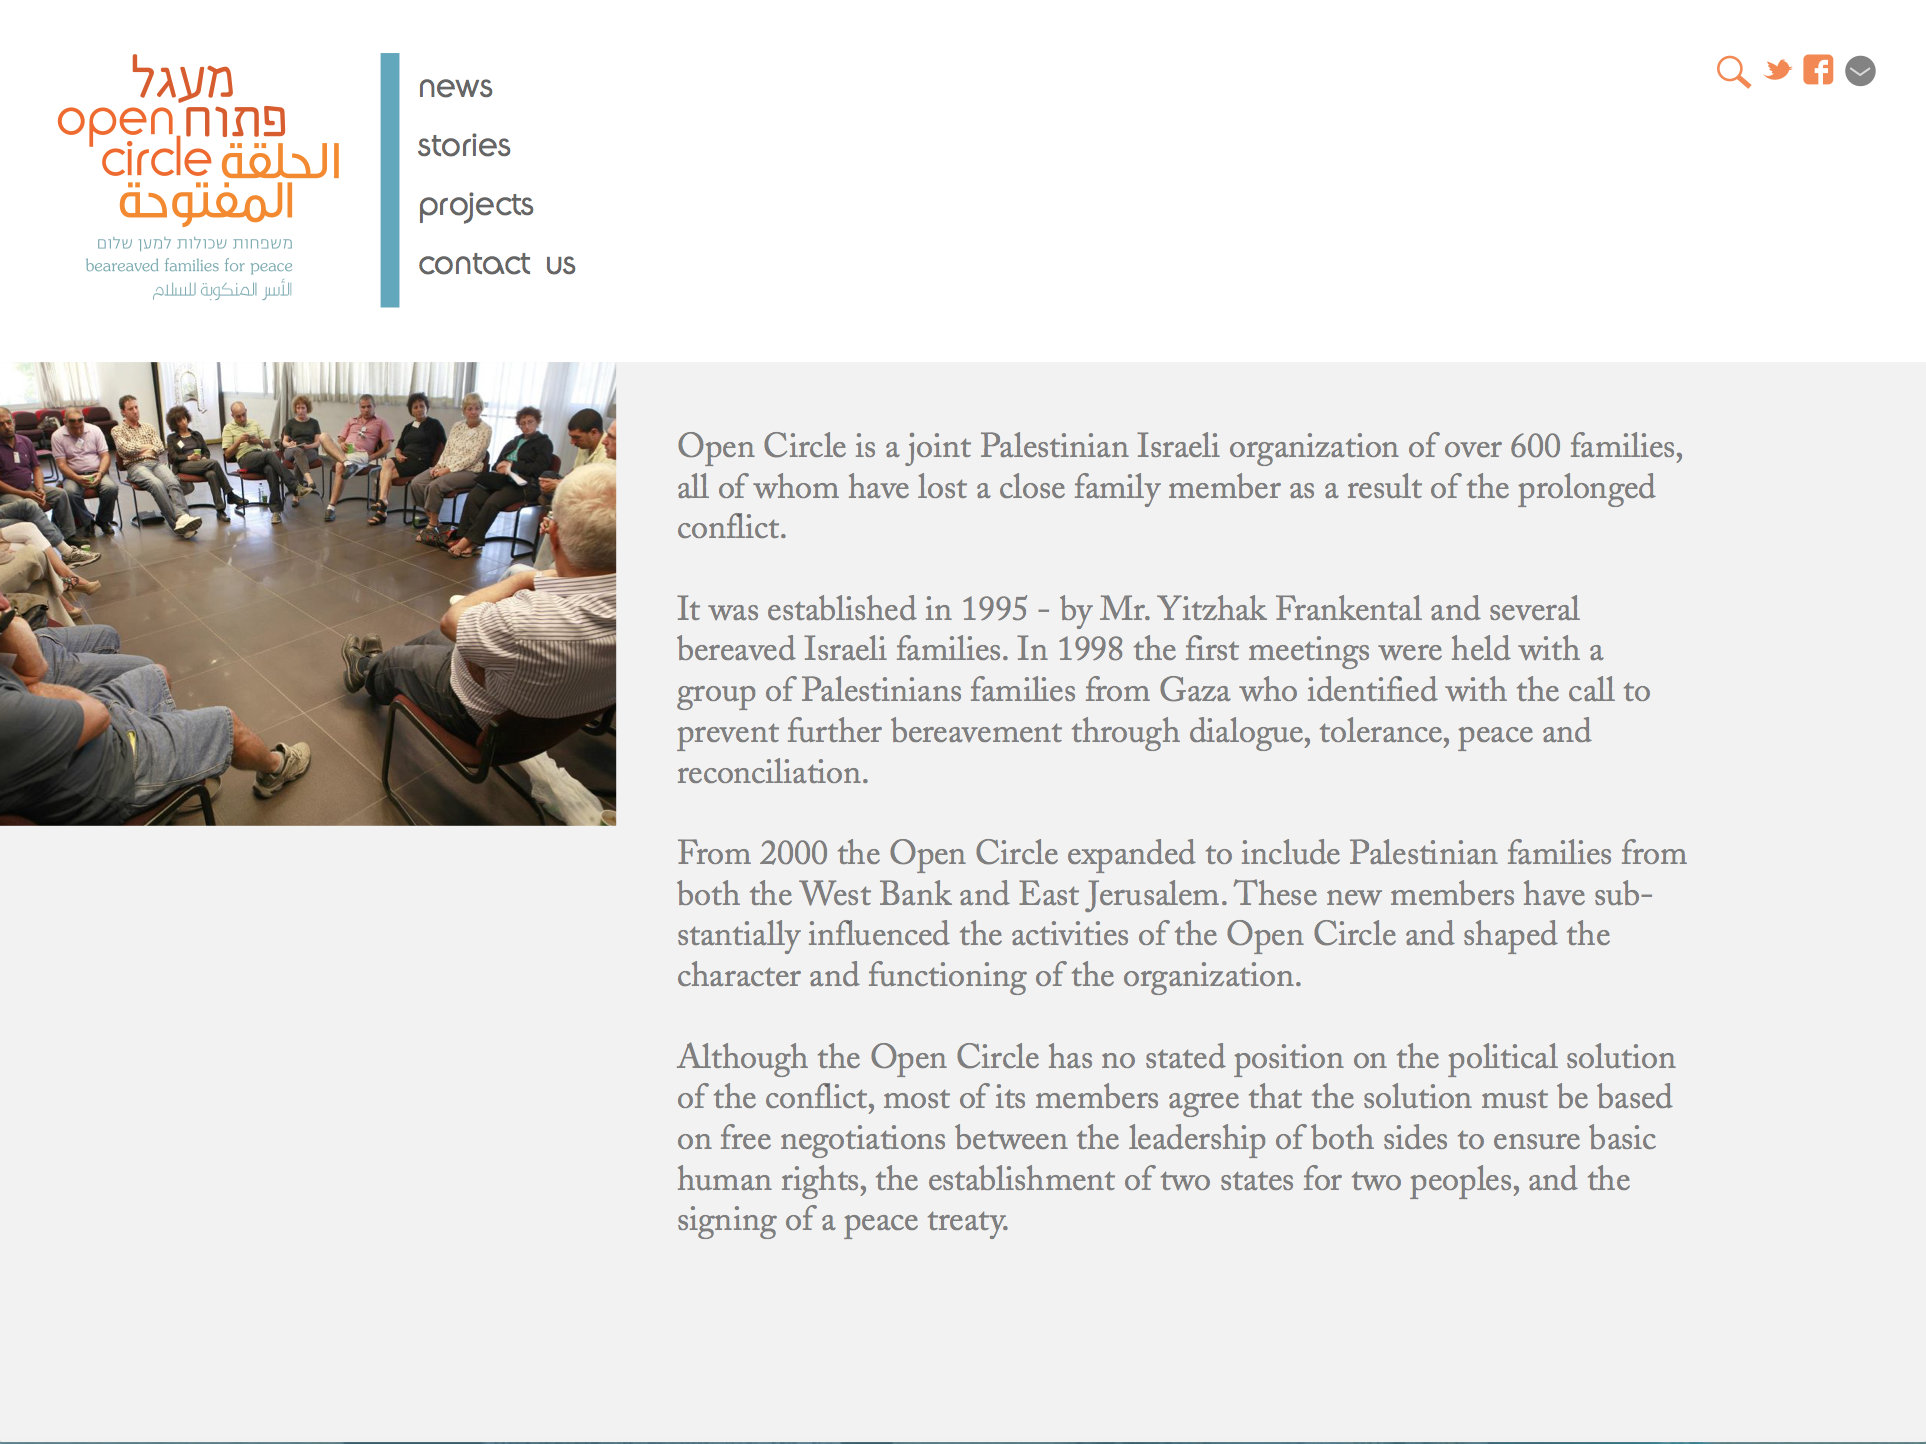 מעגל
open פתוח
circle الحلقة
المفتوحة
משפחות שכולות למען שלום
beareaved families for peace
الأسر المنكوبة للسلام
news
stories
projects
contact us
Open Circle is a joint Palestinian Israeli organization of over 600 families,
all of whom have lost a close family member as a result of the prolonged
conflict.
It was established in 1995 - by Mr. Yitzhak Frankental and several
bereaved Israeli families. In 1998 the first meetings were held with a
group of Palestinians families from Gaza who identified with the call to
prevent further bereavement through dialogue, tolerance, peace and
reconciliation.
From 2000 the Open Circle expanded to include Palestinian families from
both the West Bank and East Jerusalem. These new members have sub-
stantially influenced the activities of the Open Circle and shaped the
character and functioning of the organization.
Although the Open Circle has no stated position on the political solution
of the conflict, most of its members agree that the solution must be based
on free negotiations between the leadership of both sides to ensure basic
human rights, the establishment of two states for two peoples, and the
signing of a peace treaty.